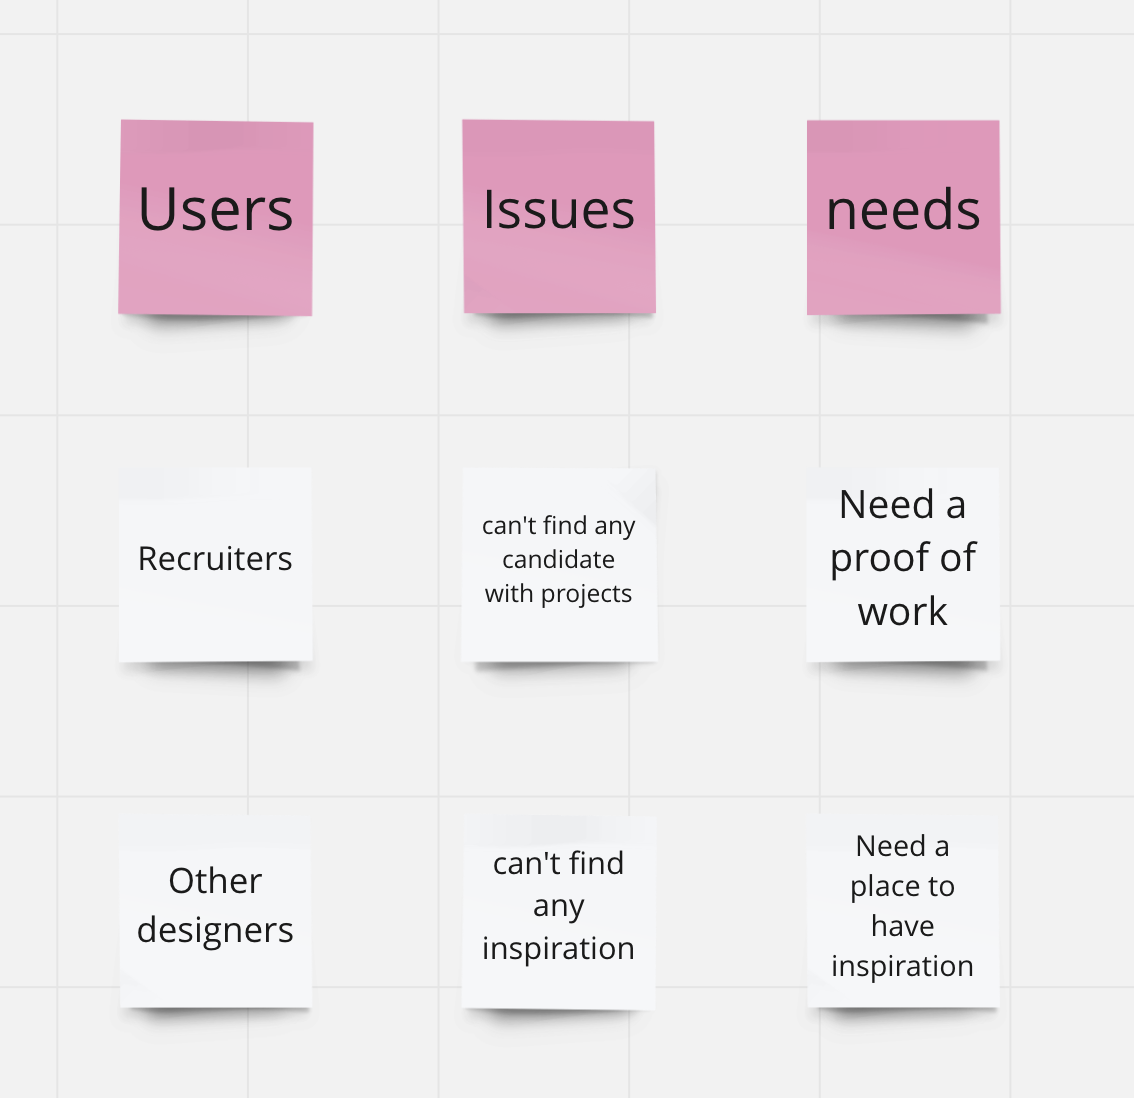 Users
Issues
needs
Recruiters
can't find any
candidate
with projects
Need a
proof of
work
Other
designers
can't find
any
inspiration
Need a
place to
have
inspiration